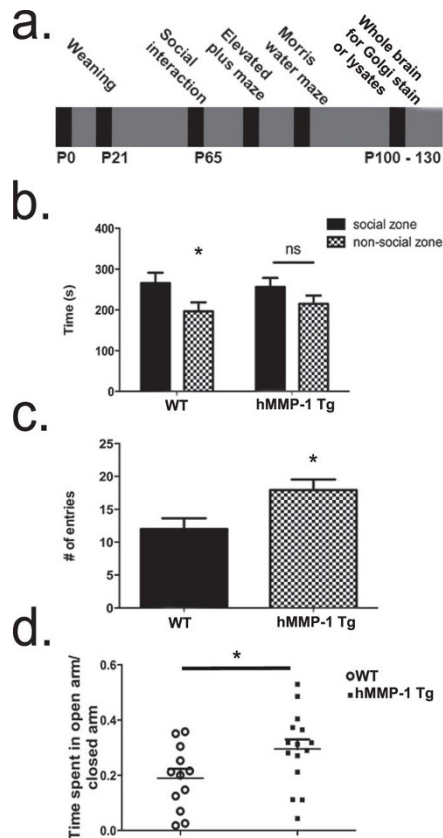 a.
Weaning
Social
interaction
Elevated
plus maze
Morris
water maze
Whole brain
for Golgi stain
or lysates
P0 P21 P65 P100 - 130
b.
social zone
non-social zone
Time (s)
400
300
200
100
0
*
ns
WT hMMP-1 Tg
c.
# of entries
25
20
15
10
5
0
*
WT hMMP-1 Tg
d.
Time spent in open arm/
closed arm
0.6
0.4
0.2
0.0
*
WT
hMMP-1 Tg